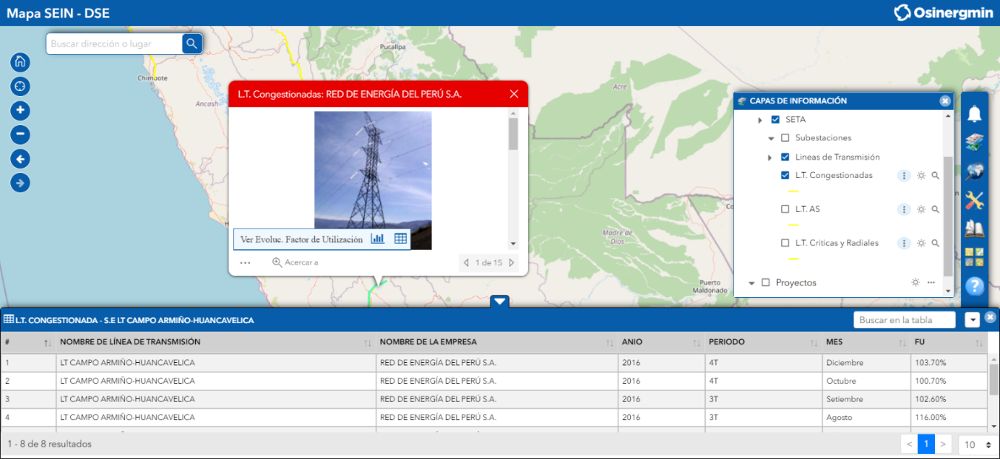 Mapa SEIN - DSE
Osinergmin
Buscar dirección o lugar
Pucallpa
Chimbote
Ancash
Acre
Madre de
Dios
Puerto
Maldonado
L.T. Congestionadas: RED DE ENERGÍA DEL PERÚ S.A.
Ver Evoluc. Factor de Utilización
Acercar a
1 de 15
CAPAS DE INFORMACIÓN
SETA
Subestaciones
Lineas de Transmisión
L.T. Congestionadas
L.T. AS
L.T. Criticas y Radiales
Proyectos
L.T. CONGESTIONADA - S.E LT CAMPO ARMIÑO-HUANCAVELICA
Buscar en la tabla
# NOMBRE DE LÍNEA DE TRANSMISIÓN NOMBRE DE LA EMPRESA ANIO PERIODO MES FU
1 LT CAMPO ARMIÑO-HUANCAVELICA RED DE ENERGÍA DEL PERÚ S.A. 2016 4T Diciembre 103.70%
2 LT CAMPO ARMIÑO-HUANCAVELICA RED DE ENERGÍA DEL PERÚ S.A. 2016 4T Octubre 100.70%
3 LT CAMPO ARMIÑO-HUANCAVELICA RED DE ENERGÍA DEL PERÚ S.A. 2016 3T Setiembre 102.60%
4 LT CAMPO ARMIÑO-HUANCAVELICA RED DE ENERGÍA DEL PERÚ S.A. 2016 3T Agosto 116.00%
1 - 8 de 8 resultados
< 1 > 10